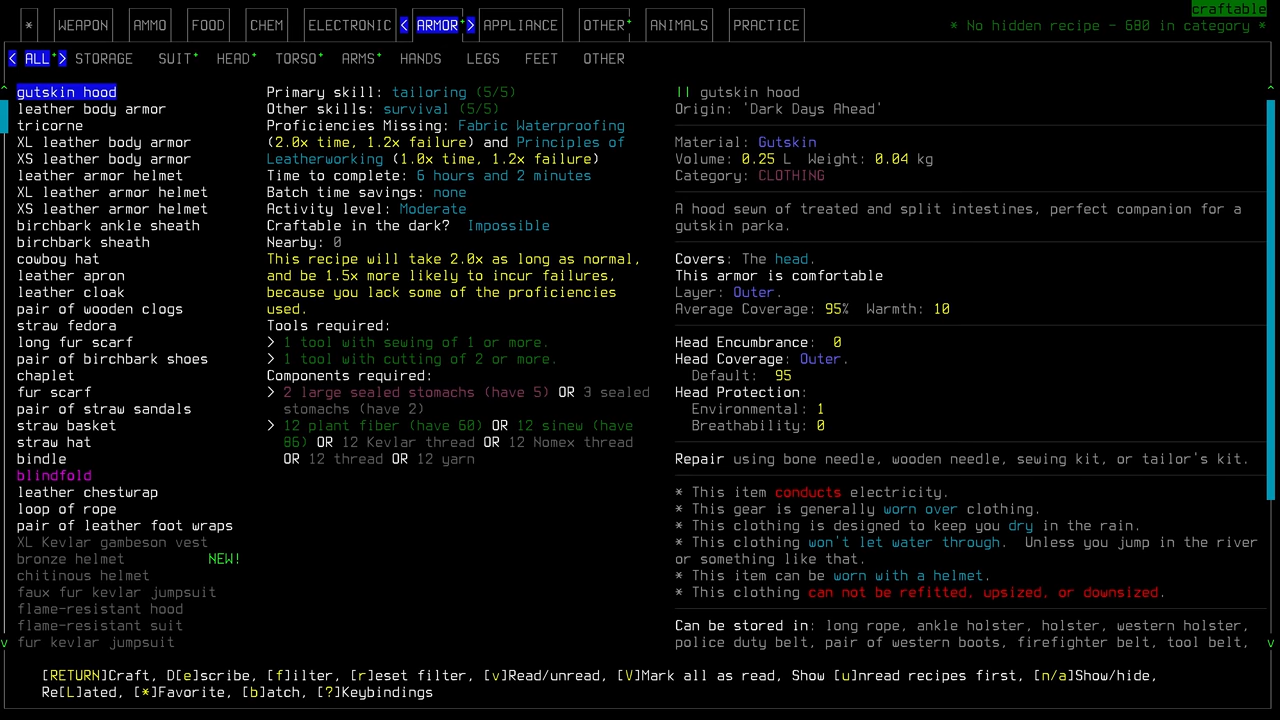 craftable
* WEAPON AMMO FOOD CHEM ELECTRONIC < ARMOR+ > APPLIANCE OTHER+ ANIMALS PRACTICE * No hidden recipe - 680 in category *
< ALL+ > STORAGE SUIT+ HEAD+ TORSO+ ARMS+ HANDS LEGS FEET OTHER
gutskin hood
leather body armor
tricorne
XL leather body armor
XS leather body armor
leather armor helmet
XL leather armor helmet
XS leather armor helmet
birchbark ankle sheath
birchbark sheath
cowboy hat
leather apron
leather cloak
pair of wooden clogs
straw fedora
long fur scarf
pair of birchbark shoes
chaplet
fur scarf
pair of straw sandals
straw basket
straw hat
bindle
blindfold
leather chestwrap
loop of rope
pair of leather foot wraps
XL Kevlar gambeson vest
bronze helmet NEW!
chitinous helmet
faux fur kevlar jumpsuit
flame-resistant hood
flame-resistant suit
v fur kevlar jumpsuit
Primary skill: tailoring (5/5)
Other skills: survival (5/5)
Proficiencies Missing: Fabric Waterproofing
(2.0x time, 1.2x failure) and Principles of
Leatherworking (1.0x time, 1.2x failure)
Time to complete: 6 hours and 2 minutes
Batch time savings: none
Activity level: Moderate
Craftable in the dark? Impossible
Nearby: 0
This recipe will take 2.0x as long as normal,
and be 1.5x more likely to incur failures,
because you lack some of the proficiencies
used.
Tools required:
> 1 tool with sewing of 1 or more.
> 1 tool with cutting of 2 or more.
Components required:
> 2 large sealed stomachs (have 5) OR 3 sealed
stomachs (have 2)
> 12 plant fiber (have 60) OR 12 sinew (have
86) OR 12 Kevlar thread OR 12 Nomex thread
OR 12 thread OR 12 yarn
|| gutskin hood
Origin: 'Dark Days Ahead'
Material: Gutskin
Volume: 0.25 L Weight: 0.04 kg
Category: CLOTHING
A hood sewn of treated and split intestines, perfect companion for a
gutskin parka.
Covers: The head.
This armor is comfortable
Layer: Outer.
Average Coverage: 95% Warmth: 10
Head Encumbrance: 0
Head Coverage: Outer.
Default: 95
Head Protection:
Environmental: 1
Breathability: 0
Repair using bone needle, wooden needle, sewing kit, or tailor's kit.
* This item conducts electricity.
* This gear is generally worn over clothing.
* This clothing is designed to keep you dry in the rain.
* This clothing won't let water through. Unless you jump in the river
or something like that.
* This item can be worn with a helmet.
* This clothing can not be refitted, upsized, or downsized.
Can be stored in: long rope, ankle holster, holster, western holster,
police duty belt, pair of western boots, firefighter belt, tool belt, v
[RETURN]Craft, D[e]scribe, [f]ilter, [r]eset filter, [v]Read/unread, [V]Mark all as read, Show [u]nread recipes first, [n/a]Show/hide,
Re[L]ated, [*]Favorite, [b]atch, [?]Keybindings